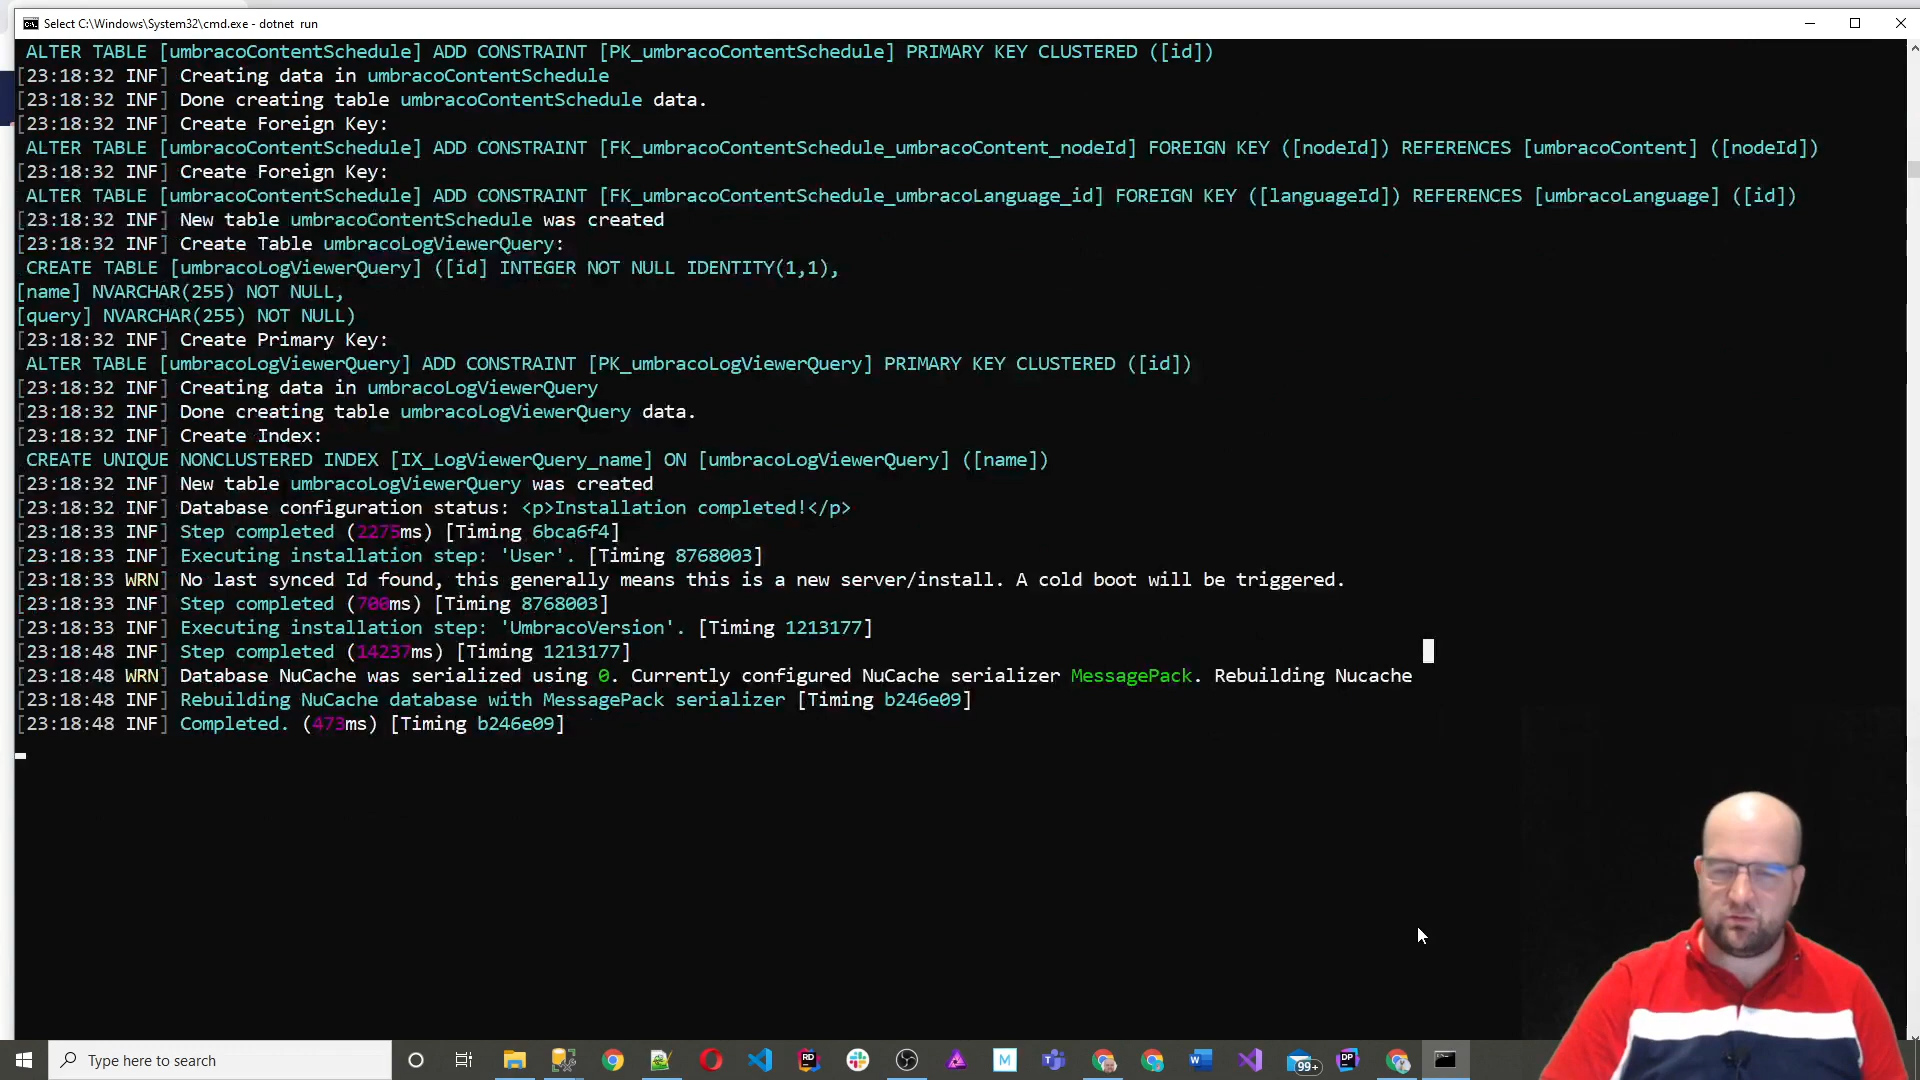 Select C:\Windows\System32\cmd.exe - dotnet run
ALTER TABLE [umbracoContentSchedule] ADD CONSTRAINT [PK_umbracoContentSchedule] PRIMARY KEY CLUSTERED ([id])
[23:18:32 INF] Creating data in umbracoContentSchedule
[23:18:32 INF] Done creating table umbracoContentSchedule data.
[23:18:32 INF] Create Foreign Key:
ALTER TABLE [umbracoContentSchedule] ADD CONSTRAINT [FK_umbracoContentSchedule_umbracoContent_nodeId] FOREIGN KEY ([nodeId]) REFERENCES [umbracoContent] ([nodeId])
[23:18:32 INF] Create Foreign Key:
ALTER TABLE [umbracoContentSchedule] ADD CONSTRAINT [FK_umbracoContentSchedule_umbracoLanguage_id] FOREIGN KEY ([languageId]) REFERENCES [umbracoLanguage] ([id])
[23:18:32 INF] New table umbracoContentSchedule was created
[23:18:32 INF] Create Table umbracoLogViewerQuery:
CREATE TABLE [umbracoLogViewerQuery] ([id] INTEGER NOT NULL IDENTITY(1,1),
[name] NVARCHAR(255) NOT NULL,
[query] NVARCHAR(255) NOT NULL)
[23:18:32 INF] Create Primary Key:
ALTER TABLE [umbracoLogViewerQuery] ADD CONSTRAINT [PK_umbracoLogViewerQuery] PRIMARY KEY CLUSTERED ([id])
[23:18:32 INF] Creating data in umbracoLogViewerQuery
[23:18:32 INF] Done creating table umbracoLogViewerQuery data.
[23:18:32 INF] Create Index:
CREATE UNIQUE NONCLUSTERED INDEX [IX_LogViewerQuery_name] ON [umbracoLogViewerQuery] ([name])
[23:18:32 INF] New table umbracoLogViewerQuery was created
[23:18:32 INF] Database configuration status: <p>Installation completed!</p>
[23:18:33 INF] Step completed (2275ms) [Timing 6bca6f4]
[23:18:33 INF] Executing installation step: 'User'. [Timing 8768003]
[23:18:33 WRN] No last synced Id found, this generally means this is a new server/install. A cold boot will be triggered.
[23:18:33 INF] Step completed (700ms) [Timing 8768003]
[23:18:33 INF] Executing installation step: 'UmbracoVersion'. [Timing 1213177]
[23:18:48 INF] Step completed (14237ms) [Timing 1213177]
[23:18:48 WRN] Database NuCache was serialized using 0. Currently configured NuCache serializer MessagePack. Rebuilding Nucache
[23:18:48 INF] Rebuilding NuCache database with MessagePack serializer [Timing b246e09]
[23:18:48 INF] Completed. (473ms) [Timing b246e09]
Type here to search
RD
M
99+
DP